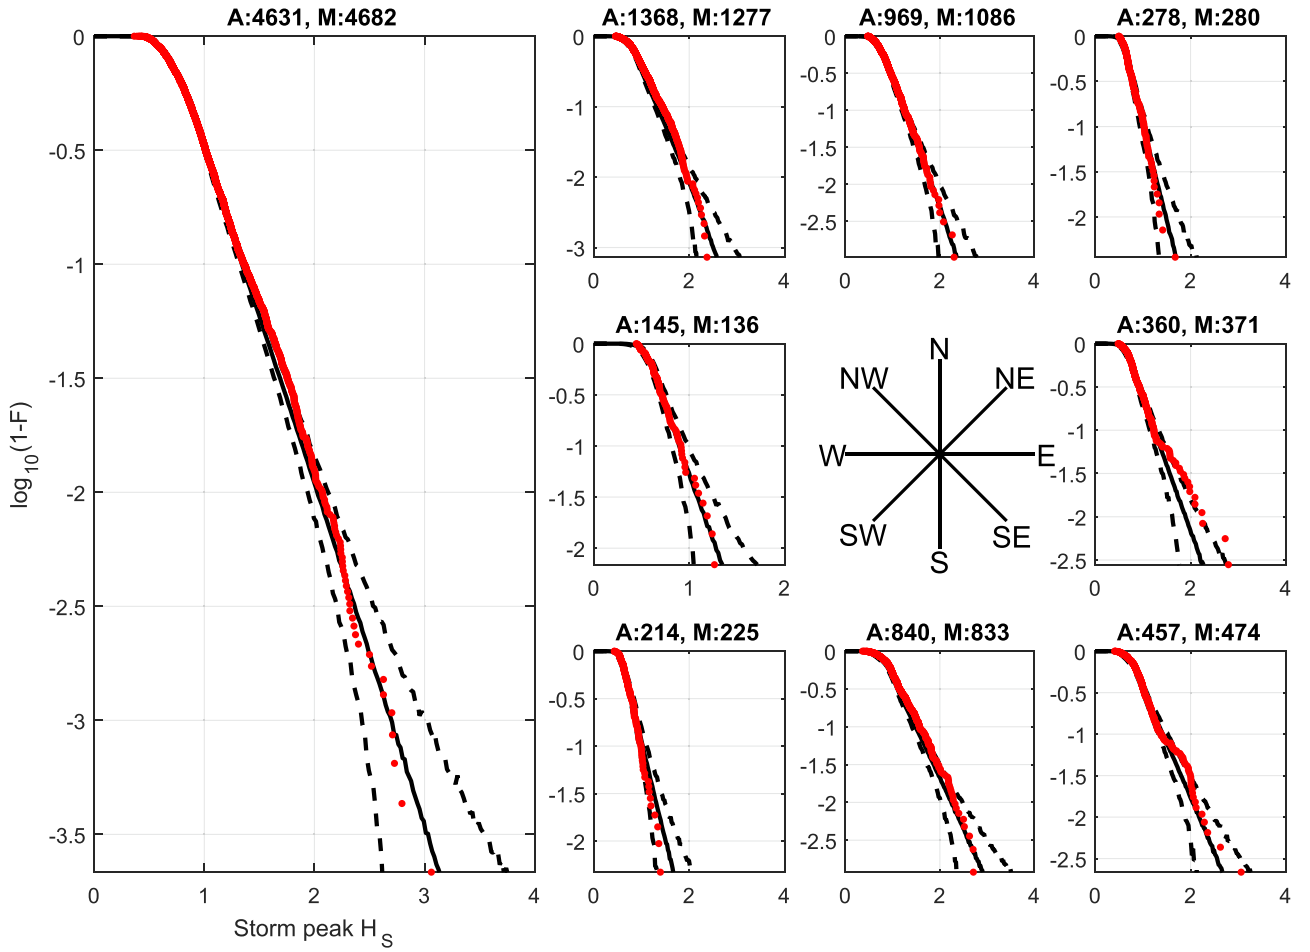 A:4631, M:4682
0
-0.5
-1
-1.5
-2
-2.5
-3
-3.5
0 1 2 3 4
log10(1-F)
Storm peak HS
A:1368, M:1277
0
-1
-2
-3
0 2 4
A:969, M:1086
0
-0.5
-1
-1.5
-2
-2.5
0 2 4
A:278, M:280
0
-0.5
-1
-1.5
-2
0 2 4
A:145, M:136
0
-0.5
-1
-1.5
-2
0 1 2
N
NW NE
W E
SW SE
S
A:360, M:371
0
-0.5
-1
-1.5
-2
-2.5
0 2 4
A:214, M:225
0
-0.5
-1
-1.5
-2
0 2 4
A:840, M:833
0
-0.5
-1
-1.5
-2
-2.5
0 2 4
A:457, M:474
0
-0.5
-1
-1.5
-2
-2.5
0 2 4